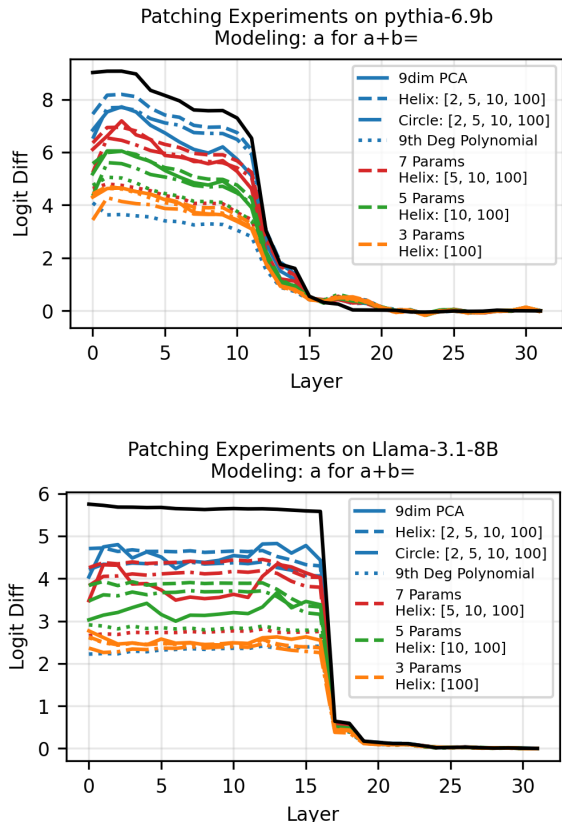 Patching Experiments on pythia-6.9b
Modeling: a for a+b=
Logit Diff
8
6
4
2
0
9dim PCA
Helix: [2, 5, 10, 100]
Circle: [2, 5, 10, 100]
9th Deg Polynomial
7 Params
Helix: [5, 10, 100]
5 Params
Helix: [10, 100]
3 Params
Helix: [100]
0 5 10 15 20 25 30
Layer
Patching Experiments on Llama-3.1-8B
Modeling: a for a+b=
Logit Diff
6
5
4
3
2
1
0
9dim PCA
Helix: [2, 5, 10, 100]
Circle: [2, 5, 10, 100]
9th Deg Polynomial
7 Params
Helix: [5, 10, 100]
5 Params
Helix: [10, 100]
3 Params
Helix: [100]
0 5 10 15 20 25 30
Layer